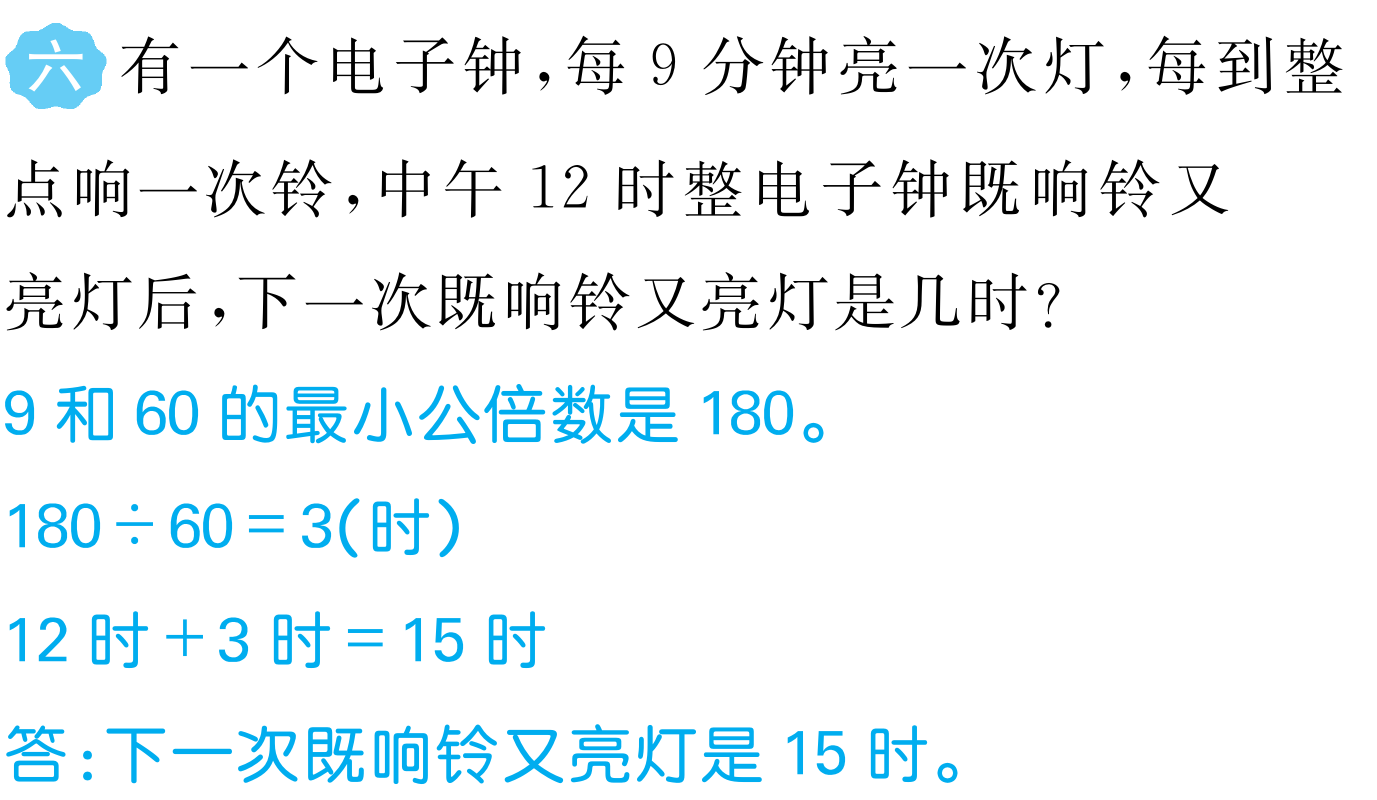 六 有一个电子钟，每 9 分钟亮一次灯，每到整
点响一次铃，中午 12 时整电子钟既响铃又
亮灯后，下一次既响铃又亮灯是几时？
9 和 60 的最小公倍数是 180。
180÷60＝3(时)
12 时＋3 时＝15 时
答：下一次既响铃又亮灯是 15 时。